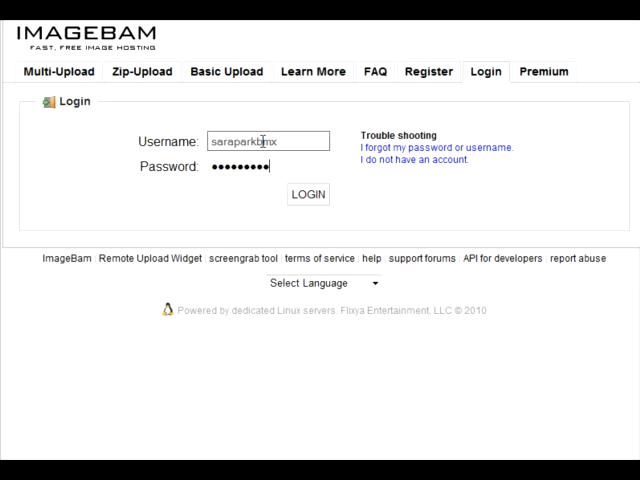 IMAGEBAM
FAST, FREE IMAGE HOSTING
Multi-Upload Zip-Upload Basic Upload Learn More FAQ Register Login Premium
Login
Username: saraparkbmx
Password: ●●●●●●●●●
LOGIN
Trouble shooting
I forgot my password or username.
I do not have an account.
ImageBam | Remote Upload Widget | screengrab tool | terms of service | help | support forums | API for developers | report abuse
Select Language
Powered by dedicated Linux servers. Flixya Entertainment, LLC © 2010